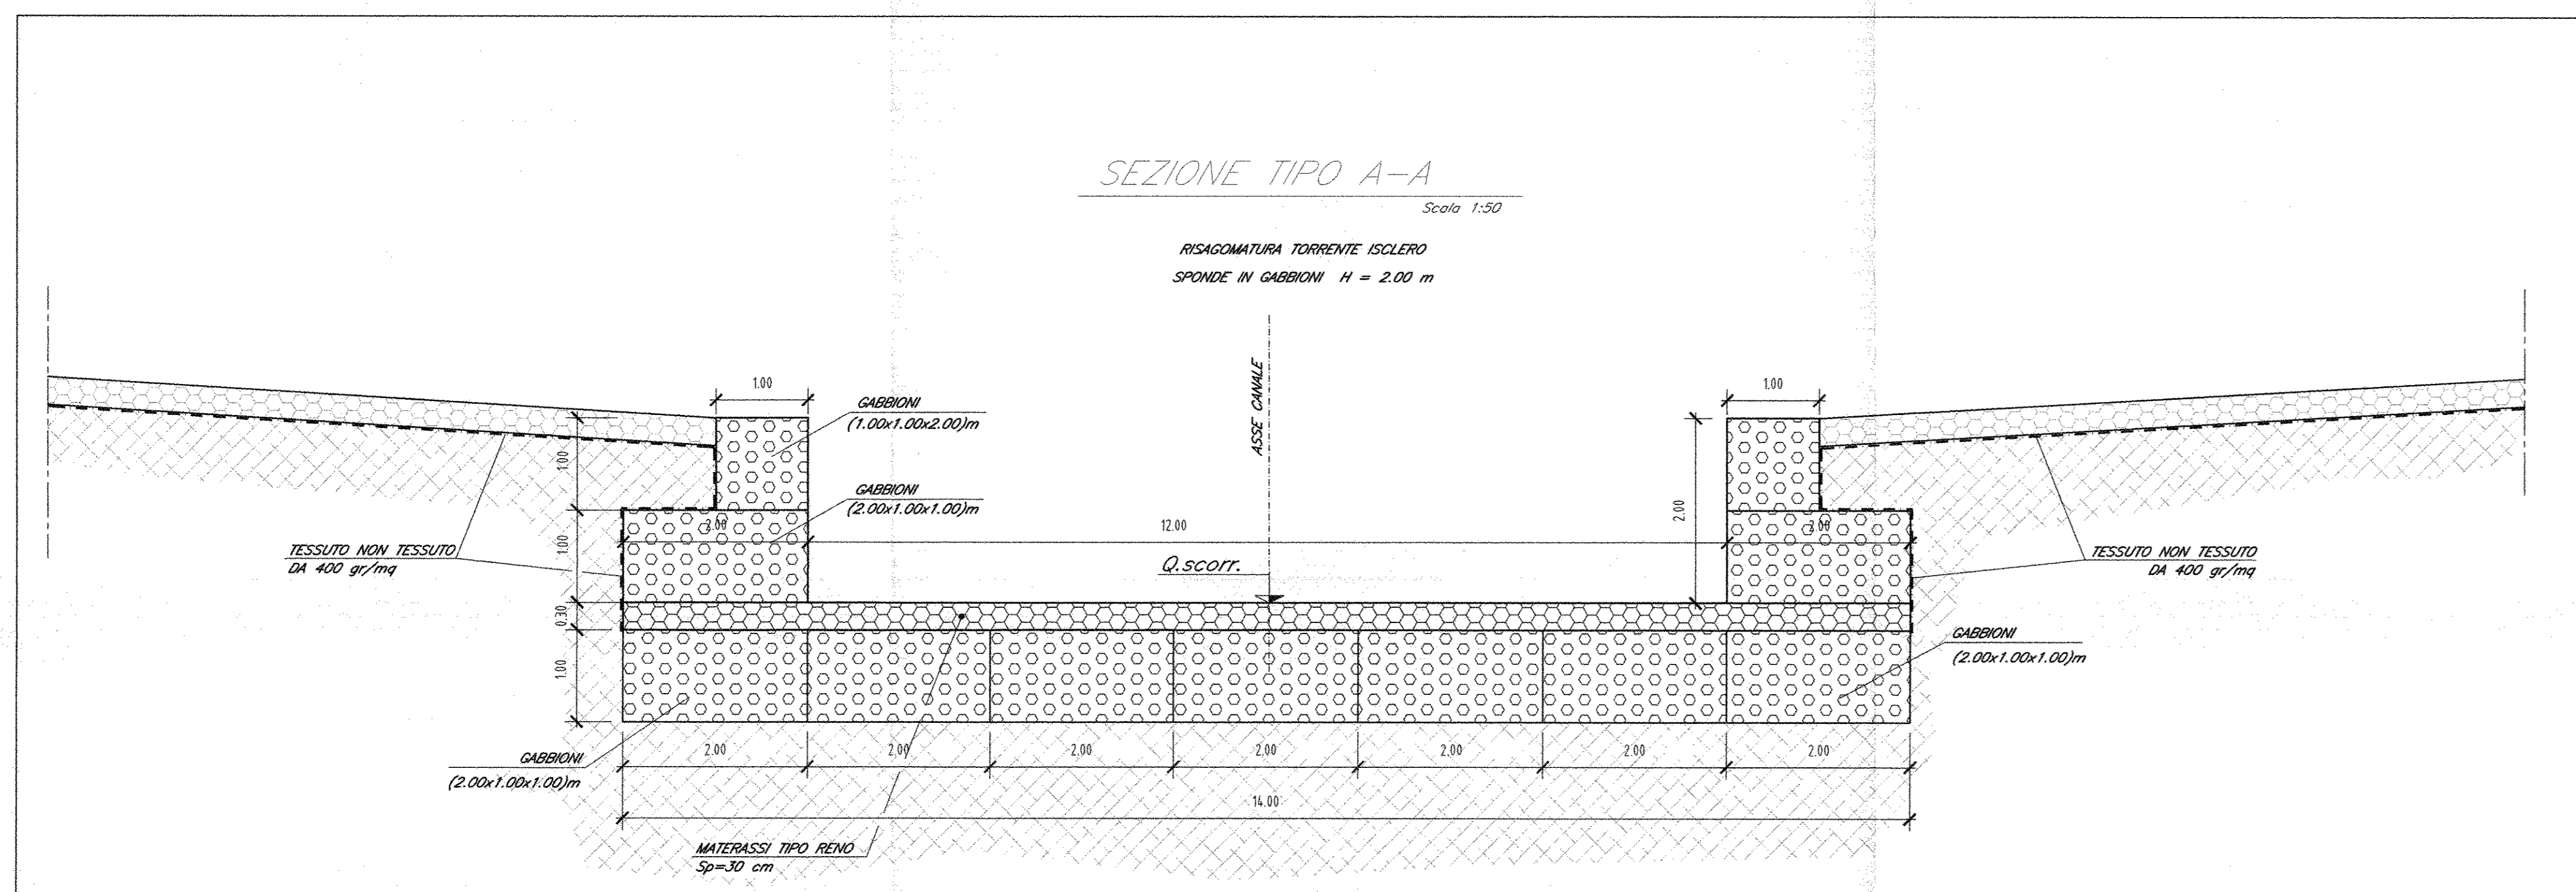 SEZIONE TIPO A-A
Scala 1:50
RISAGOMATURA TORRENTE ISCLERO
SPONDE IN GABBIONI H = 2.00 m
ASSE CANALE
1.00
GABBIONI
(1.00x1.00x2.00)m
1.00
1.00
GABBIONI
(2.00x1.00x1.00)m
2.00
2.00
12.00
2.00
TESSUTO NON TESSUTO
DA 400 gr/mq
1.00
Q.scorr.
TESSUTO NON TESSUTO
DA 400 gr/mq
0.30
1.00
GABBIONI
(2.00x1.00x1.00)m
GABBIONI
(2.00x1.00x1.00)m
2.00
2.00
2.00
2.00
2.00
2.00
2.00
14.00
MATERASSI TIPO RENO
Sp=30 cm